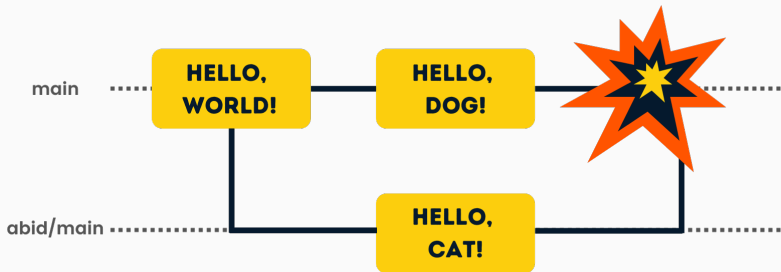 main
HELLO,
WORLD!
HELLO,
DOG!
abid/main
HELLO,
CAT!